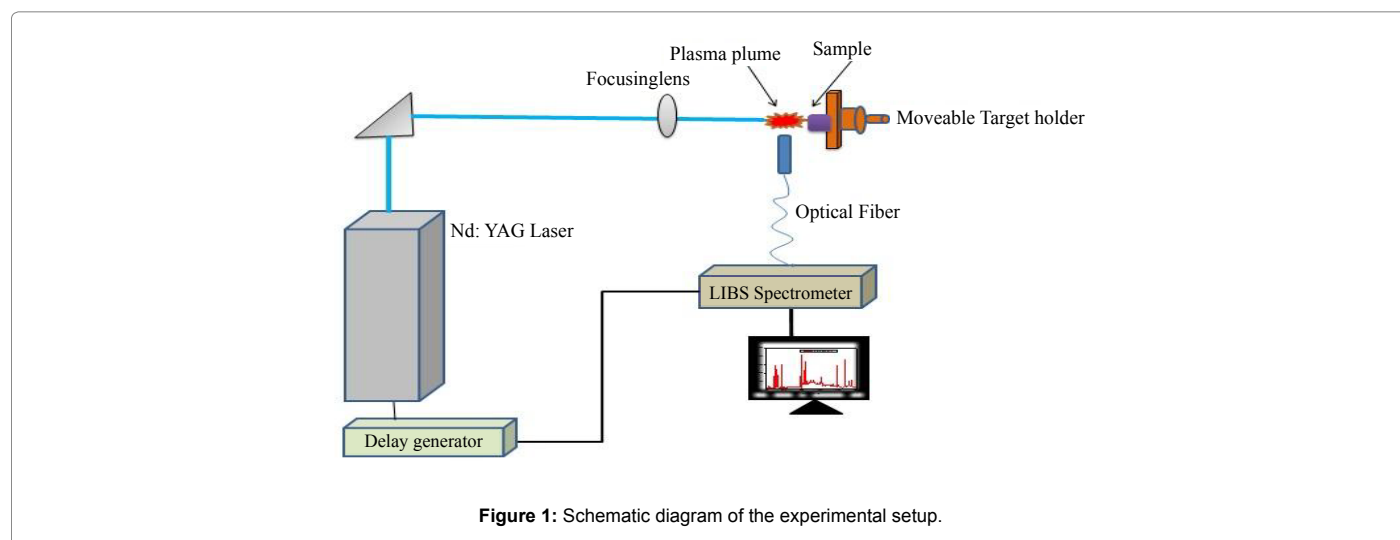 Plasma plume
Sample
Focusinglens
Moveable Target holder
Optical Fiber
Nd: YAG Laser
LIBS Spectrometer
Delay generator
Figure 1: Schematic diagram of the experimental setup.